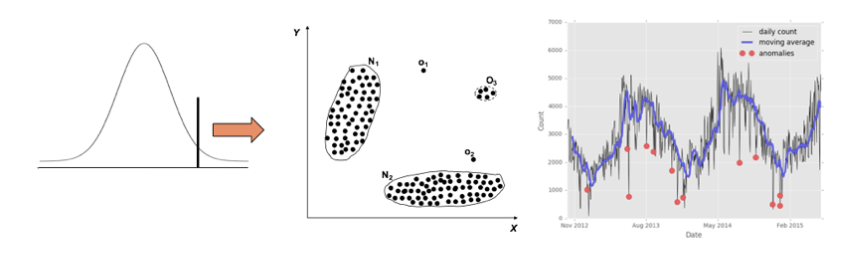 Y
N1
o1
O3
o2
N2
X
7000
6000
5000
4000
3000
2000
1000
0
Count
daily count
moving average
anomalies
Nov 2012
Aug 2013
May 2014
Feb 2015
Date